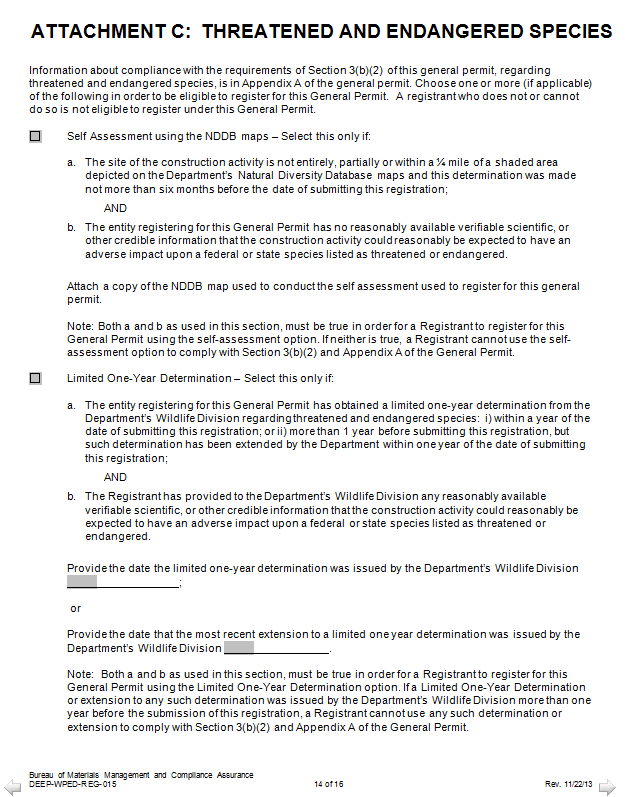 ATTACHMENT C:  THREATENED AND ENDANGERED SPECIES
Information about compliance with the requirements of Section 3(b)(2) of this general permit, regarding
threatened and endangered species, is in Appendix A of the general permit. Choose one or more (if applicable)
of the following in order to be eligible to register for this General Permit.  A registrant who does not or cannot
do so is not eligible to register under this General Permit.
Self Assessment using the NDDB maps – Select this only if:
a. The site of the construction activity is not entirely, partially or within a ¼ mile of a shaded area
depicted on the Department's Natural Diversity Database maps and this determination was made
not more than six months before the date of submitting this registration;
AND
b. The entity registering for this General Permit has no reasonably available verifiable scientific, or
other credible information that the construction activity could reasonably be expected to have an
adverse impact upon a federal or state species listed as threatened or endangered.
Attach a copy of the NDDB map used to conduct the self assessment used to register for this general
permit.
Note: Both a and b as used in this section, must be true in order for a Registrant to register for this
General Permit using the self-assessment option. If neither is true, a Registrant cannot use the self-
assessment option to comply with Section 3(b)(2) and Appendix A of the General Permit.
Limited One-Year Determination – Select this only if:
a. The entity registering for this General Permit has obtained a limited one-year determination from the
Department's Wildlife Division regarding threatened and endangered species:  i) within a year of the
date of submitting this registration; or ii) more than 1 year before submitting this registration, but
such determination has been extended by the Department within one year of the date of submitting
this registration;
AND
b. The Registrant has provided to the Department's Wildlife Division any reasonably available
verifiable scientific, or other credible information that the construction activity could reasonably be
expected to have an adverse impact upon a federal or state species listed as threatened or
endangered.
Provide the date the limited one-year determination was issued by the Department's Wildlife Division
;
or
Provide the date that the most recent extension to a limited one year determination was issued by the
Department's Wildlife Division .
Note:  Both a and b as used in this section, must be true in order for a Registrant to register for this
General Permit using the Limited One-Year Determination option. If a Limited One-Year Determination
or extension to any such determination was issued by the Department's Wildlife Division more than one
year before the submission of this registration, a Registrant cannot use any such determination or
extension to comply with Section 3(b)(2) and Appendix A of the General Permit.
Bureau of Materials Management and Compliance Assurance
DEEP-WPED-REG-015 14 of 16 Rev. 11/22/13